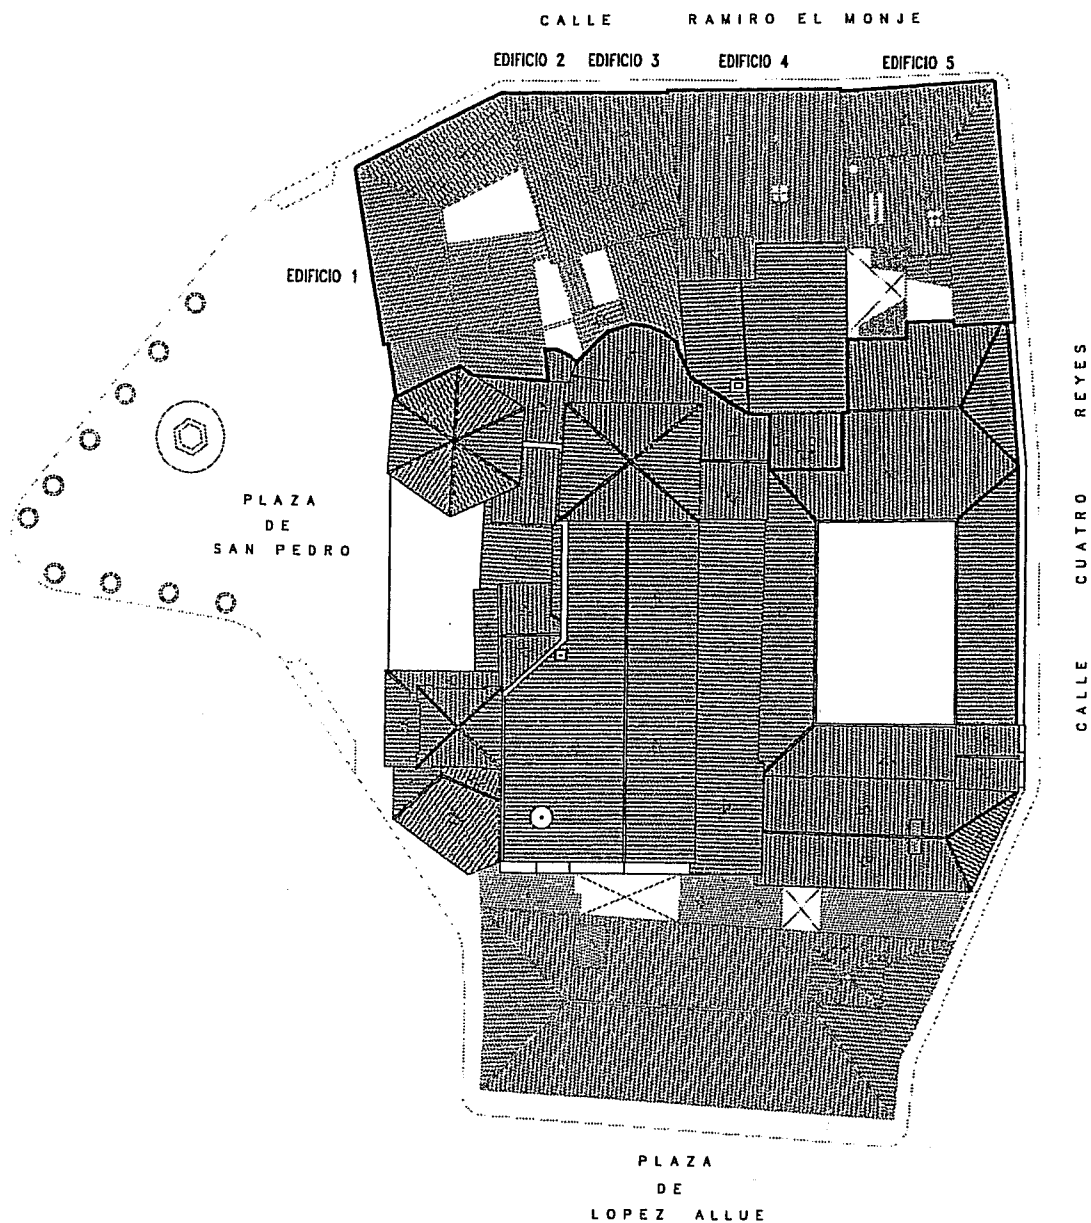 CALLE RAMIRO EL MONJE
EDIFICIO 2 EDIFICIO 3 EDIFICIO 4 EDIFICIO 5
EDIFICIO 1
PLAZA
DE
SAN PEDRO
CALLE CUATRO REYES
PLAZA
DE
LOPEZ ALLUE